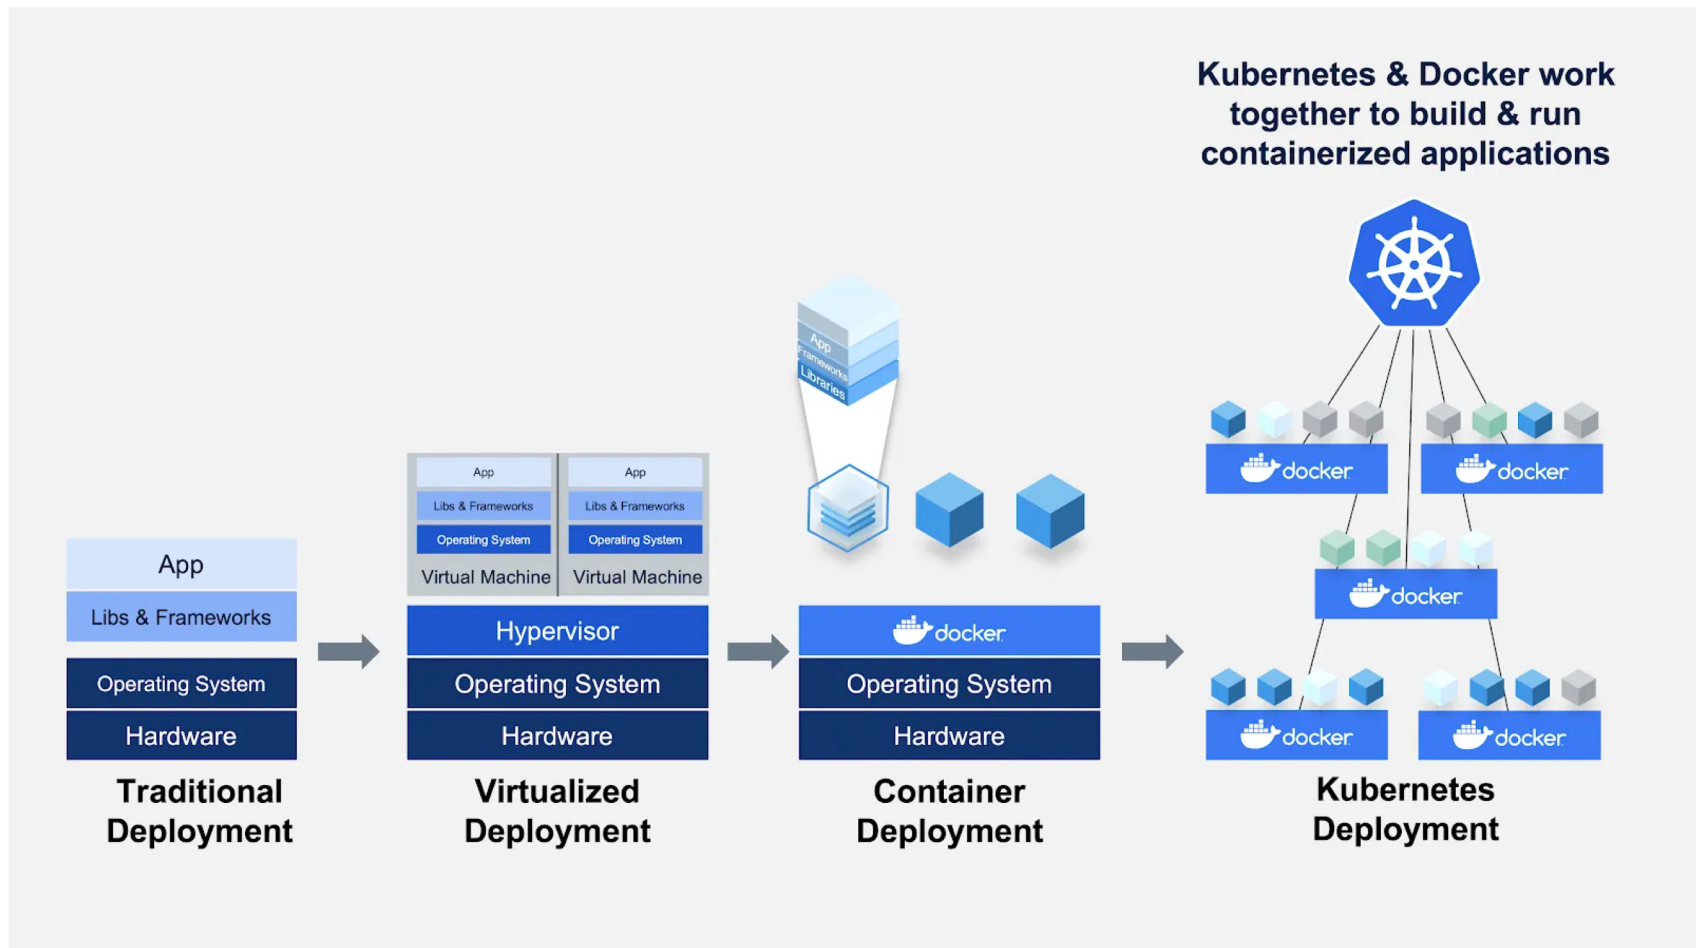 Kubernetes & Docker work
together to build & run
containerized applications
App
Libs & Frameworks
Operating System
Hardware
Traditional
Deployment
App
Libs & Frameworks
Operating System
Virtual Machine
App
Libs & Frameworks
Operating System
Virtual Machine
Hypervisor
Operating System
Hardware
Virtualized
Deployment
App
Frameworks
Libraries
docker
Operating System
Hardware
Container
Deployment
docker
docker
docker
docker
docker
Kubernetes
Deployment